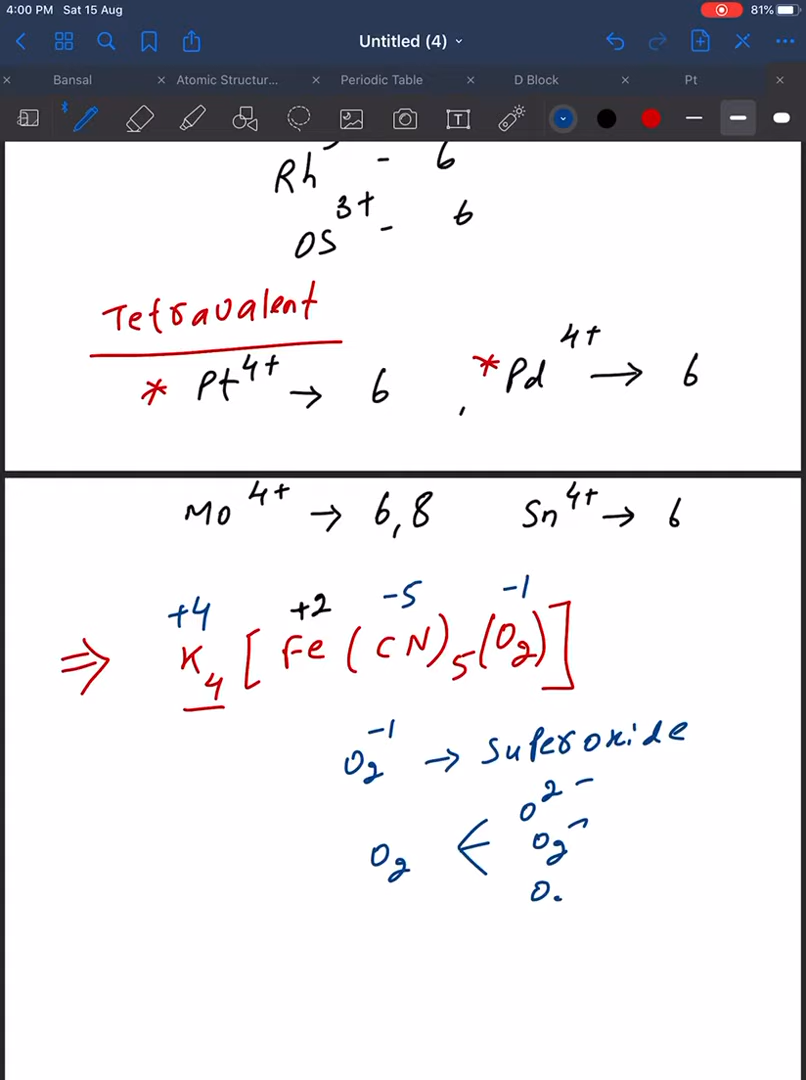 4:00 PM Sat 15 Aug 81%
Untitled (4)
Bansal Atomic Structur... Periodic Table D Block Pt
Rh - 6
Os³⁺ - 6
Tetravalent
* Pt⁴⁺ → 6 , * Pd⁴⁺ → 6
Mo⁴⁺ → 6,8 Sn⁴⁺ → 6
+4 +2 -5 -1
⇒ K₄ [ Fe (CN)₅ (O₂) ]
O₂⁻¹ → Superoxide
O²⁻
O₂ < O₂⁻
O.